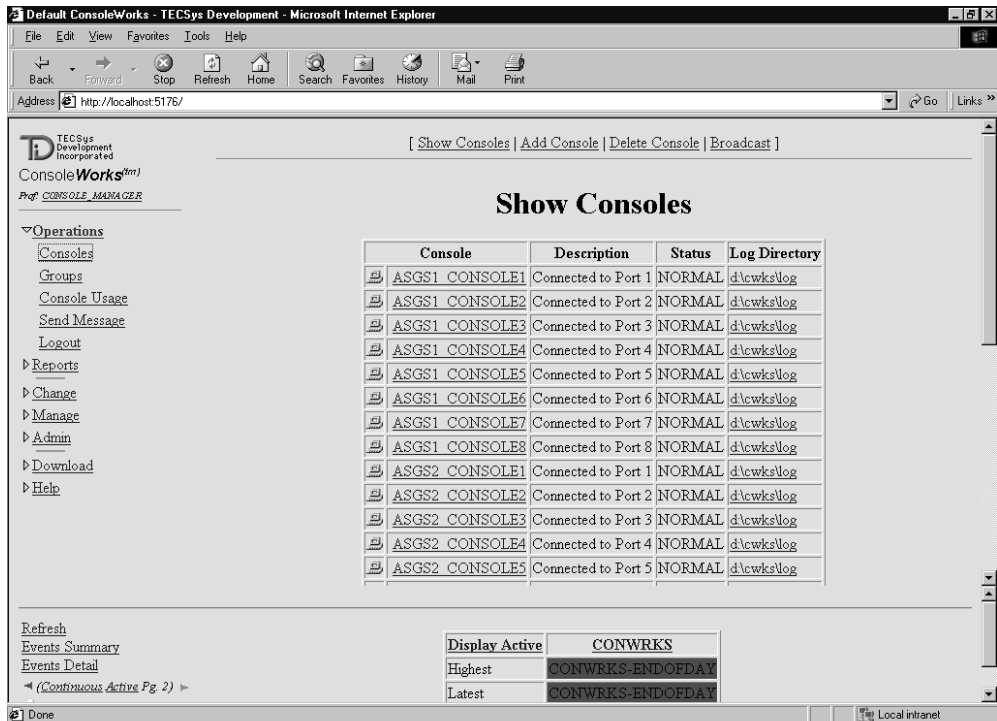 Default ConsoleWorks - TECSys Development - Microsoft Internet Explorer
File Edit View Favorites Tools Help
Back Forward Stop Refresh Home Search Favorites History Mail Print
Address http://localhost:5176/ Go Links »
TECSys
Development
Incorporated
ConsoleWorks(tm)
Prof: CONSOLE_MANAGER
Operations
Consoles
Groups
Console Usage
Send Message
Logout
Reports
Change
Manage
Admin
Download
Help
[ Show Consoles | Add Console | Delete Console | Broadcast ]
Show Consoles
Console Description Status Log Directory
ASGS1_CONSOLE1 Connected to Port 1 NORMAL d:\cwks\log
ASGS1_CONSOLE2 Connected to Port 2 NORMAL d:\cwks\log
ASGS1_CONSOLE3 Connected to Port 3 NORMAL d:\cwks\log
ASGS1_CONSOLE4 Connected to Port 4 NORMAL d:\cwks\log
ASGS1_CONSOLE5 Connected to Port 5 NORMAL d:\cwks\log
ASGS1_CONSOLE6 Connected to Port 6 NORMAL d:\cwks\log
ASGS1_CONSOLE7 Connected to Port 7 NORMAL d:\cwks\log
ASGS1_CONSOLE8 Connected to Port 8 NORMAL d:\cwks\log
ASGS2_CONSOLE1 Connected to Port 1 NORMAL d:\cwks\log
ASGS2_CONSOLE2 Connected to Port 2 NORMAL d:\cwks\log
ASGS2_CONSOLE3 Connected to Port 3 NORMAL d:\cwks\log
ASGS2_CONSOLE4 Connected to Port 4 NORMAL d:\cwks\log
ASGS2_CONSOLE5 Connected to Port 5 NORMAL d:\cwks\log
Refresh
Events Summary
Events Detail
(Continuous Active Pg. 2)
Display Active CONWRKS
Highest CONWRKS-ENDOFDAY
Latest CONWRKS-ENDOFDAY
Done Local intranet